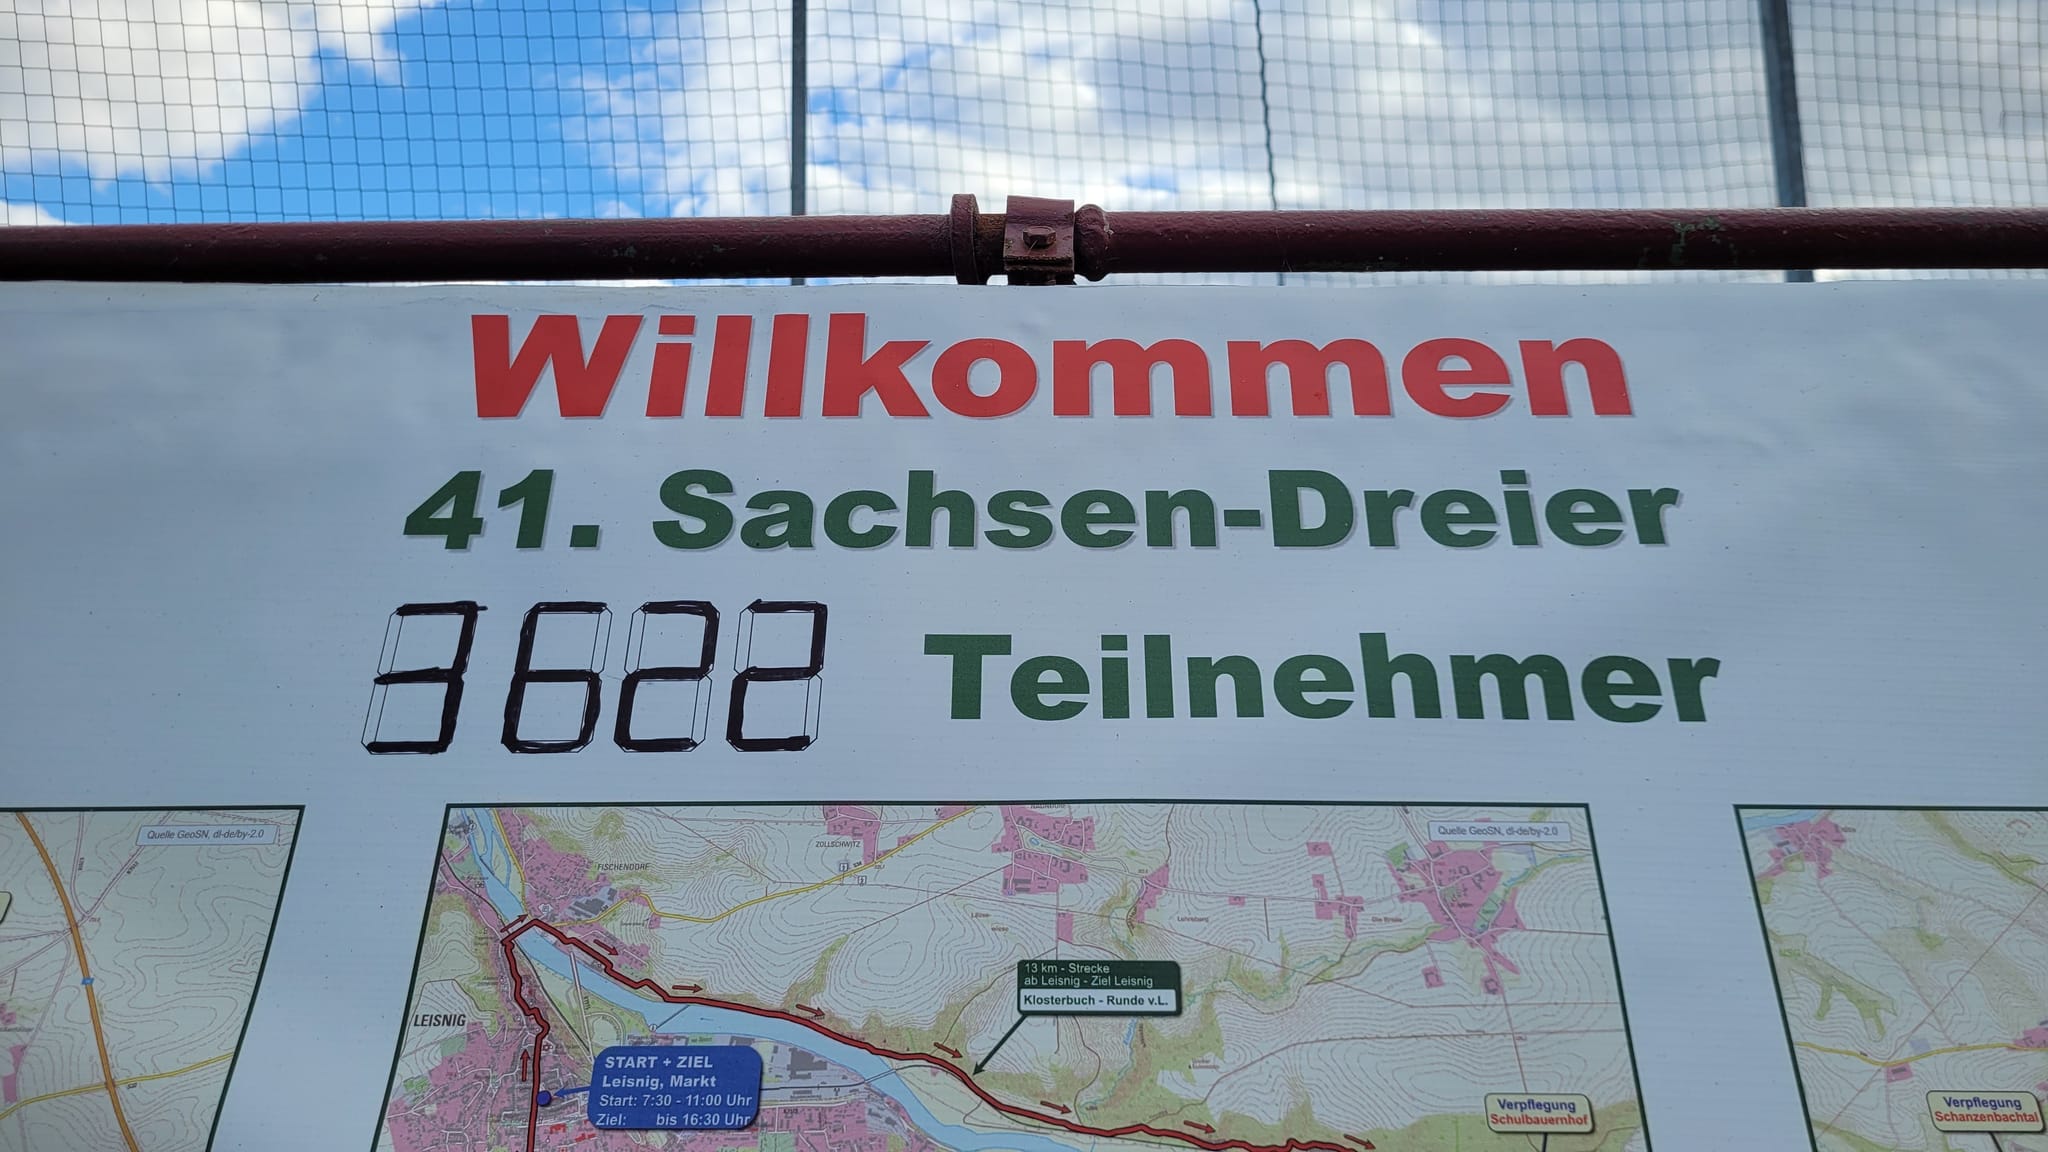 Willkommen
41. Sachsen-Dreier
3622 Teilnehmer
Quelle GeoSN, dl-de/by-2.0
Quelle GeoSN, dl-de/by-2.0
ZOLLSCHWITZ
FISCHENDORF
13 km - Strecke
ab Leisnig - Ziel Leisnig
Klosterbuch - Runde v.L.
LEISNIG
START + ZIEL
Leisnig, Markt
Start: 7:30 - 11:00 Uhr
Ziel: bis 16:30 Uhr
Verpflegung
Schulbauernhof
Verpflegung
Schanzenbachtal